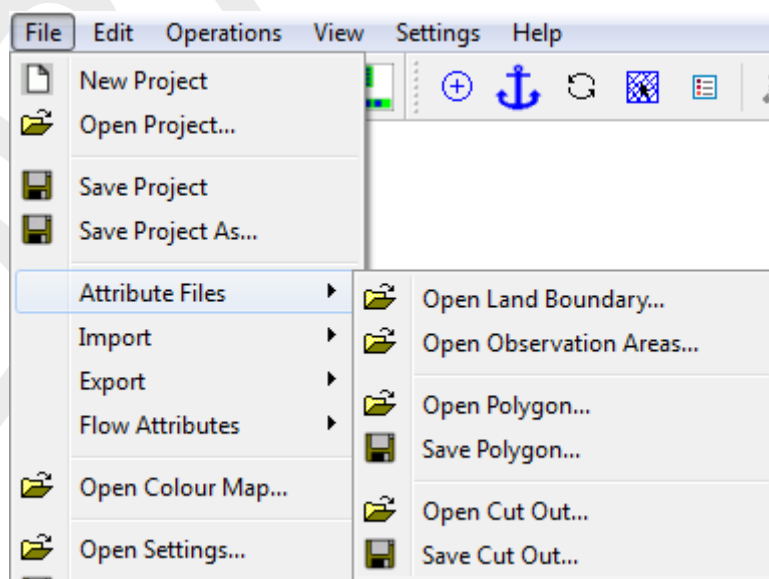 File Edit Operations View Settings Help
New Project
Open Project...
Save Project
Save Project As...
Attribute Files
Import
Export
Flow Attributes
Open Colour Map...
Open Settings...
Open Land Boundary...
Open Observation Areas...
Open Polygon...
Save Polygon...
Open Cut Out...
Save Cut Out...